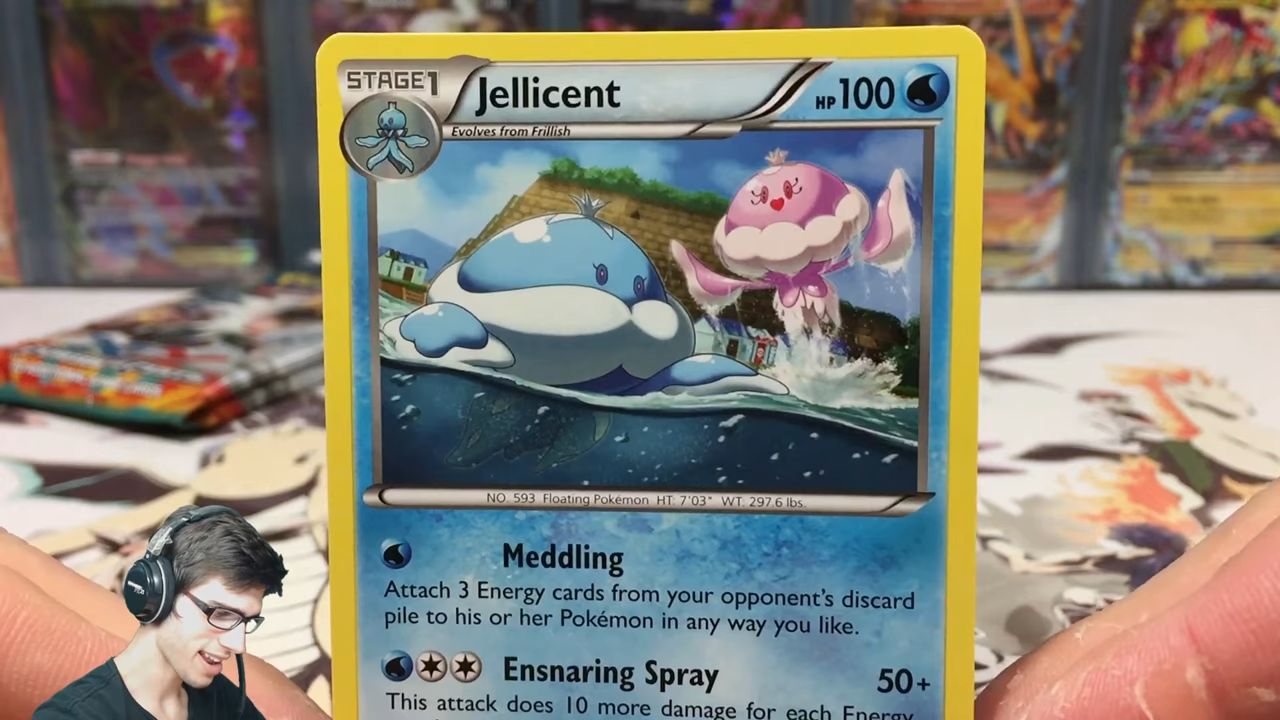 STAGE1
Jellicent
HP 100
Evolves from Frillish
NO. 593 Floating Pokémon HT: 7'03" WT: 297.6 lbs.
Meddling
Attach 3 Energy cards from your opponent's discard
pile to his or her Pokémon in any way you like.
Ensnaring Spray 50+
This attack does 10 more damage for each Energy